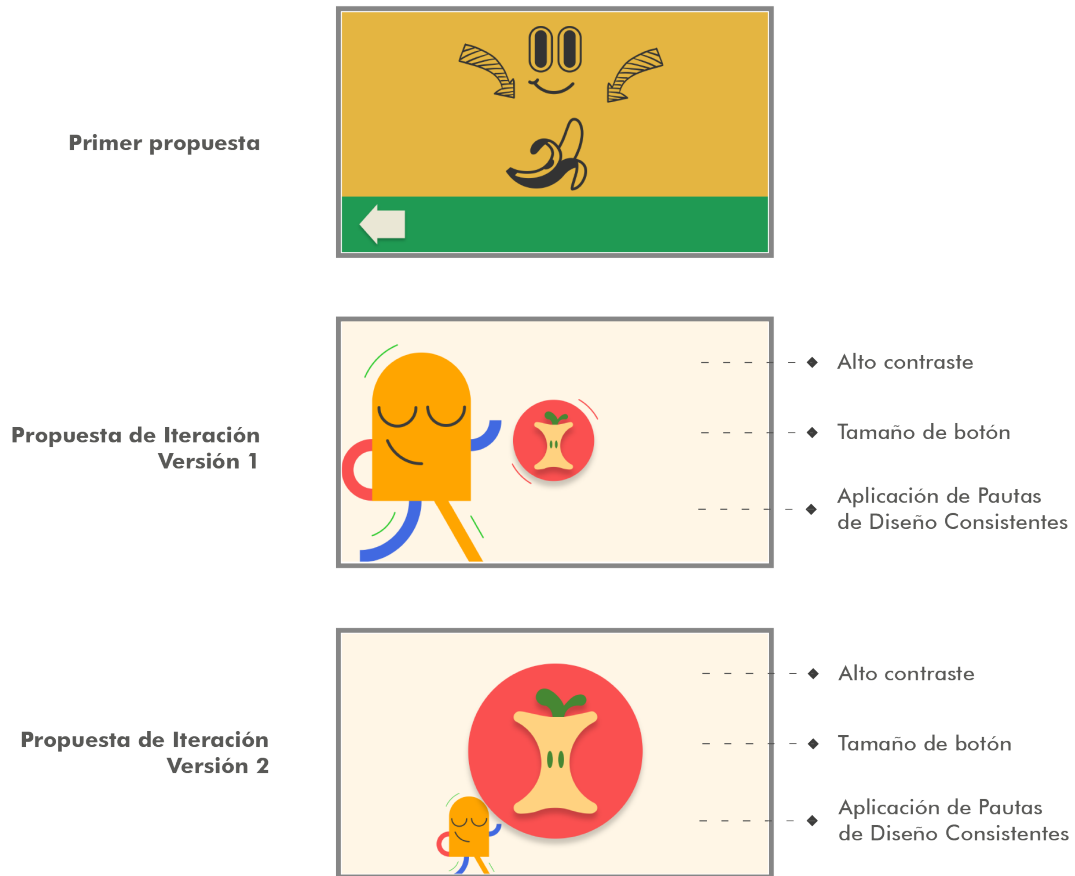 Primer propuesta
Propuesta de Iteración
Versión 1
Alto contraste
Tamaño de botón
Aplicación de Pautas
de Diseño Consistentes
Propuesta de Iteración
Versión 2
Alto contraste
Tamaño de botón
Aplicación de Pautas
de Diseño Consistentes